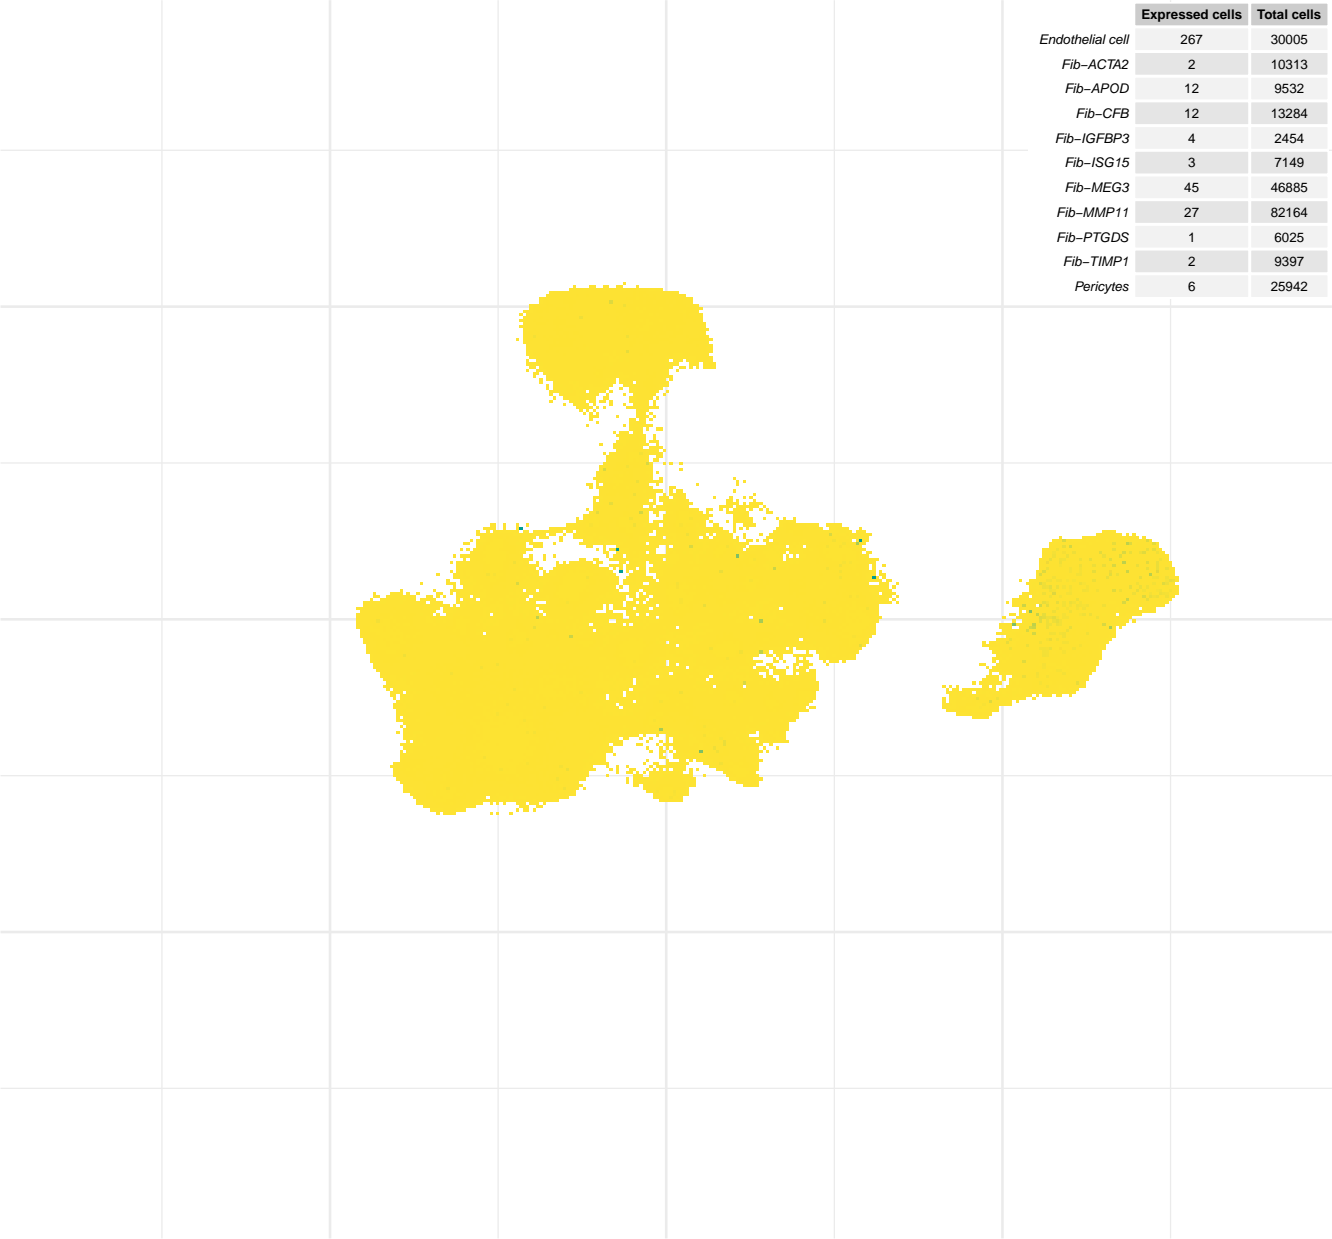 Expressed cells Total cells
Endothelial cell 267 30005
Fib−ACTA2 2 10313
Fib−APOD 12 9532
Fib−CFB 12 13284
Fib−IGFBP3 4 2454
Fib−ISG15 3 7149
Fib−MEG3 45 46885
Fib−MMP11 27 82164
Fib−PTGDS 1 6025
Fib−TIMP1 2 9397
Pericytes 6 25942